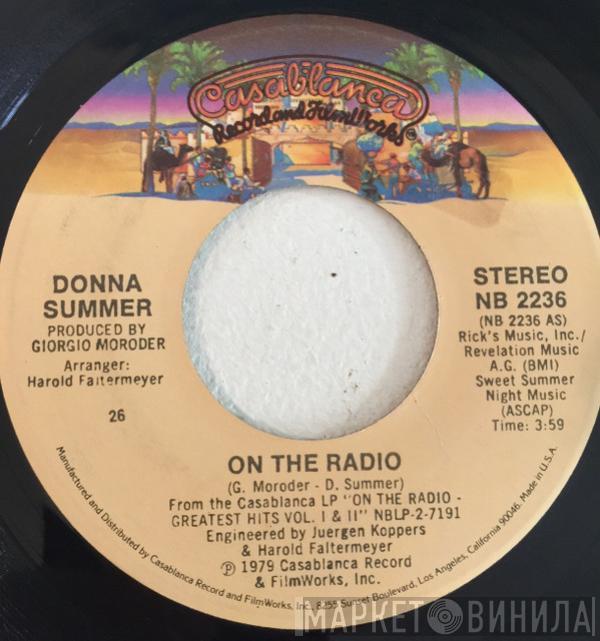 Casablanca
Record and FilmWorks
DONNA
SUMMER
PRODUCED BY
GIORGIO MORODER
Arranger:
Harold Faltermeyer
26
STEREO
NB 2236
(NB 2236 AS)
Rick's Music, Inc./
Revelation Music
A.G. (BMI)
Sweet Summer
Night Music
(ASCAP)
Time: 3:59
ON THE RADIO
(G. Moroder - D. Summer)
From the Casablanca LP "ON THE RADIO -
GREATEST HITS VOL. I & II" NBLP-2-7191
Engineered by Juergen Koppers
& Harold Faltermeyer
℗ 1979 Casablanca Record
& FilmWorks, Inc.
Manufactured and Distributed by Casablanca Record and FilmWorks, Inc., 8255 Sunset Boulevard, Los Angeles, California 90046. Made in U.S.A.
МАРКЕТ ВИНИЛА